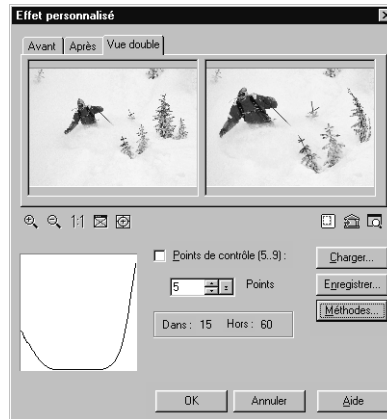 Effet personnalisé
Avant Après Vue double
1:1
Points de contrôle (5..9) :
Charger...
5 Points
Enregistrer...
Méthodes...
Dans : 15 Hors : 60
OK Annuler Aide